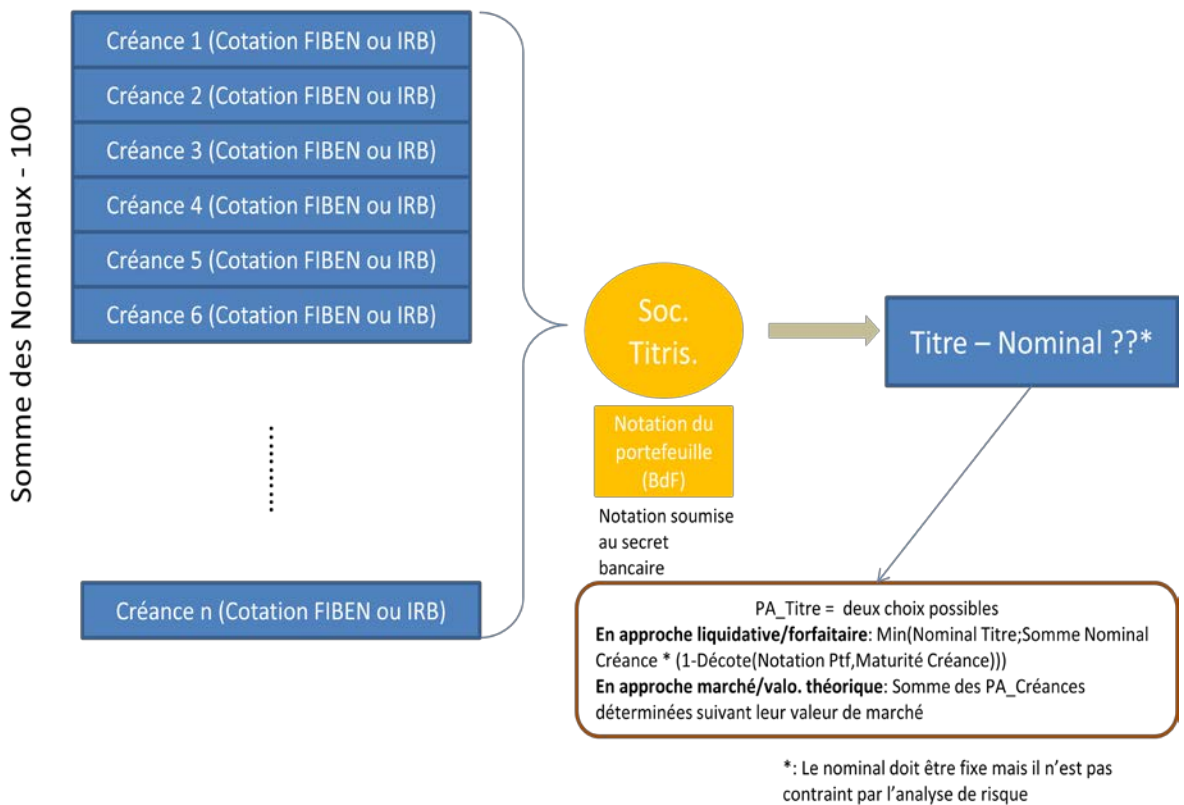 Somme des Nominaux - 100
Créance 1 (Cotation FIBEN ou IRB)
Créance 2 (Cotation FIBEN ou IRB)
Créance 3 (Cotation FIBEN ou IRB)
Créance 4 (Cotation FIBEN ou IRB)
Créance 5 (Cotation FIBEN ou IRB)
Créance 6 (Cotation FIBEN ou IRB)
Créance n (Cotation FIBEN ou IRB)
Soc.
Titris.
Notation du
portefeuille
(BdF)
Notation soumise
au secret
bancaire
Titre – Nominal ??*
PA_Titre = deux choix possibles
En approche liquidative/forfaitaire: Min(Nominal Titre;Somme Nominal
Créance * (1-Décote(Notation Ptf,Maturité Créance)))
En approche marché/valo. théorique: Somme des PA_Créances
déterminées suivant leur valeur de marché
*: Le nominal doit être fixe mais il n'est pas
contraint par l'analyse de risque